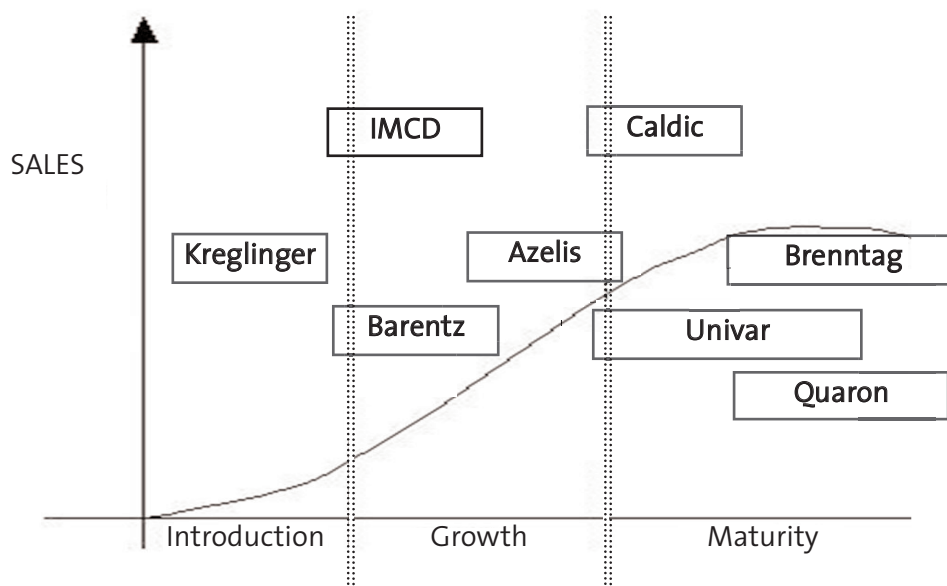 IMCD
Caldic
SALES
Kreglinger
Azelis
Brenntag
Barentz
Univar
Quaron
Introduction
Growth
Maturity